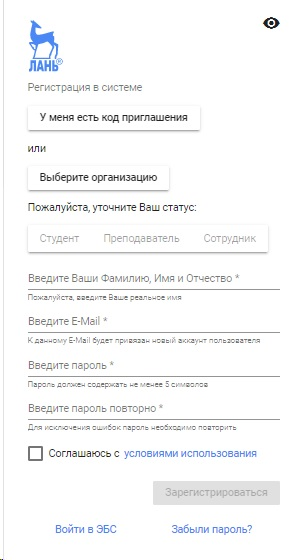 ЛАНЬ®
Регистрация в системе
У меня есть код приглашения
или
Выберите организацию
Пожалуйста, уточните Ваш статус:
Студент Преподаватель Сотрудник
Введите Ваши Фамилию, Имя и Отчество *
Пожалуйста, введите Ваше реальное имя
Введите E-Mail *
К данному E-Mail будет привязан новый аккаунт пользователя
Введите пароль *
Пароль должен содержать не менее 5 символов
Введите пароль повторно *
Для исключения ошибок пароль необходимо повторить
Соглашаюсь с условиями использования
Зарегистрироваться
Войти в ЭБС Забыли пароль?